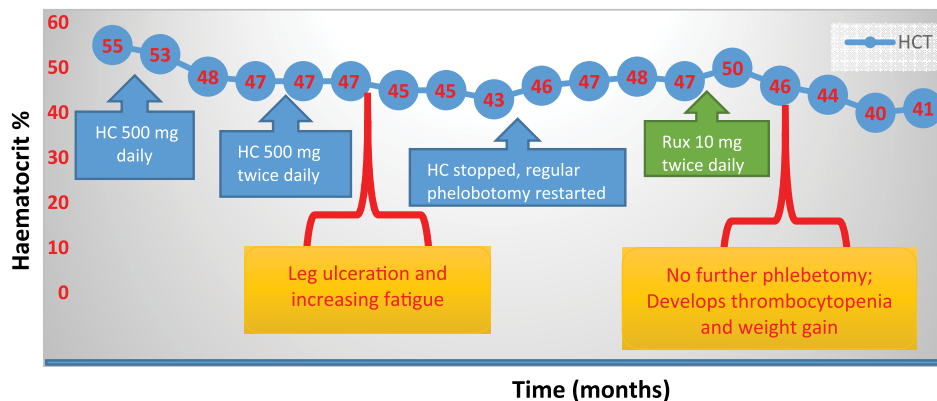 60
50
40
30
20
10
0
Haematocrit %
HCT
55
53
48
47
47
47
45
45
43
46
47
48
47
50
46
44
40
41
HC 500 mg
daily
HC 500 mg
twice daily
HC stopped, regular
phelobotomy restarted
Rux 10 mg
twice daily
Leg ulceration and
increasing fatigue
No further phlebetomy;
Develops thrombocytopenia
and weight gain
Time (months)